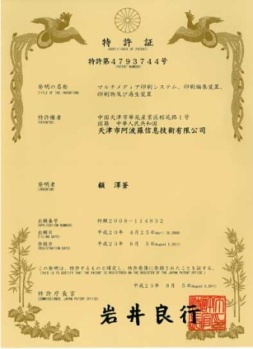 特許証
(CERTIFICATE OF PATENT)
特許第4793744号
(PATENT NUMBER)
発明の名称
TITLE OF THE INVENTION
マルチメディア印刷システム、印刷編集装置、
印刷物及び再生装置
特許権者
(PATENTEE)
中国天津市華苑産業区桂苑路1号
国籍 中華人民共和国
天津市阿波羅信息技術有限公司
発明者
(INVENTOR)
顧 澤蒼
出願番号
(APPLICATION NUMBER)
特願2008-114832
出願日
(FILING DATE)
平成20年 4月25日(April 25,2008)
登録日
(REGISTRATION DATE)
平成23年 8月 5日(August 5,2011)
この発明は、特許するものと確定し、特許原簿に登録されたことを証する。
(THIS IS TO CERTIFY THAT THE PATENT IS REGISTERED ON THE REGISTER OF THE JAPAN PATENT OFFICE.)
平成23年 8月 5日(August 5,2011)
特許庁長官
(COMMISSIONER, JAPAN PATENT OFFICE)
岩井良行